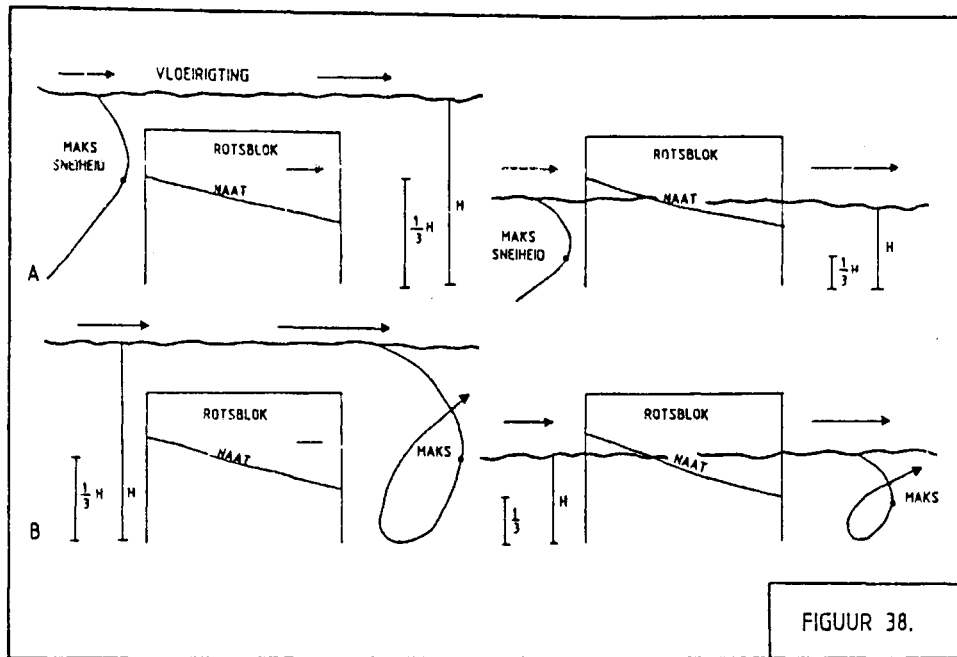 VLOEIRIGTING
MAKS
SNEIHEID
ROTSBLOK
NAAT
1/3 H
H
A
ROTSBLOK
NAAT
MAKS
SNEIHEID
1/3 H
H
ROTSBLOK
NAAT
MAKS
1/3 H
H
B
ROTSBLOK
NAAT
MAKS
1/3
H
FIGUUR 38.